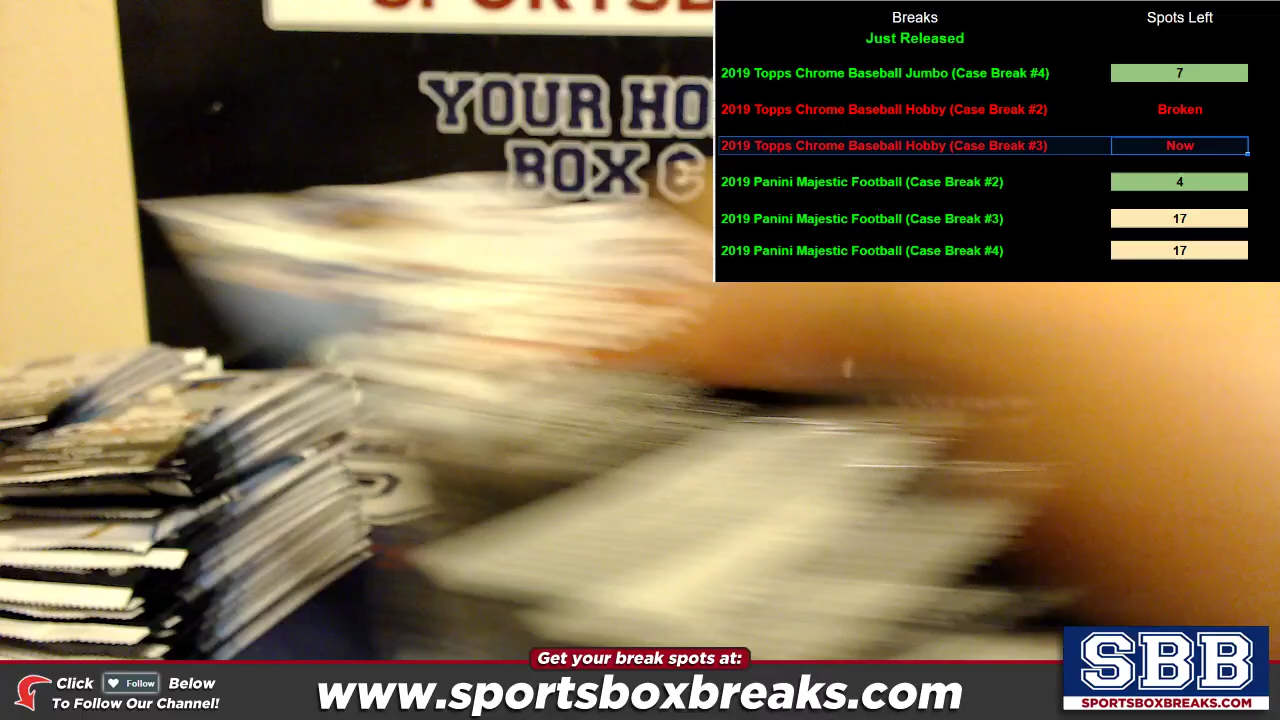 Breaks Spots Left
Just Released
2019 Topps Chrome Baseball Jumbo (Case Break #4) 7
2019 Topps Chrome Baseball Hobby (Case Break #2) Broken
2019 Topps Chrome Baseball Hobby (Case Break #3) Now
2019 Panini Majestic Football (Case Break #2) 4
2019 Panini Majestic Football (Case Break #3) 17
2019 Panini Majestic Football (Case Break #4) 17
YOUR HO
BOX
Get your break spots at:
Click Follow Below
To Follow Our Channel!
www.sportsboxbreaks.com
SBB
SPORTSBOXBREAKS.COM